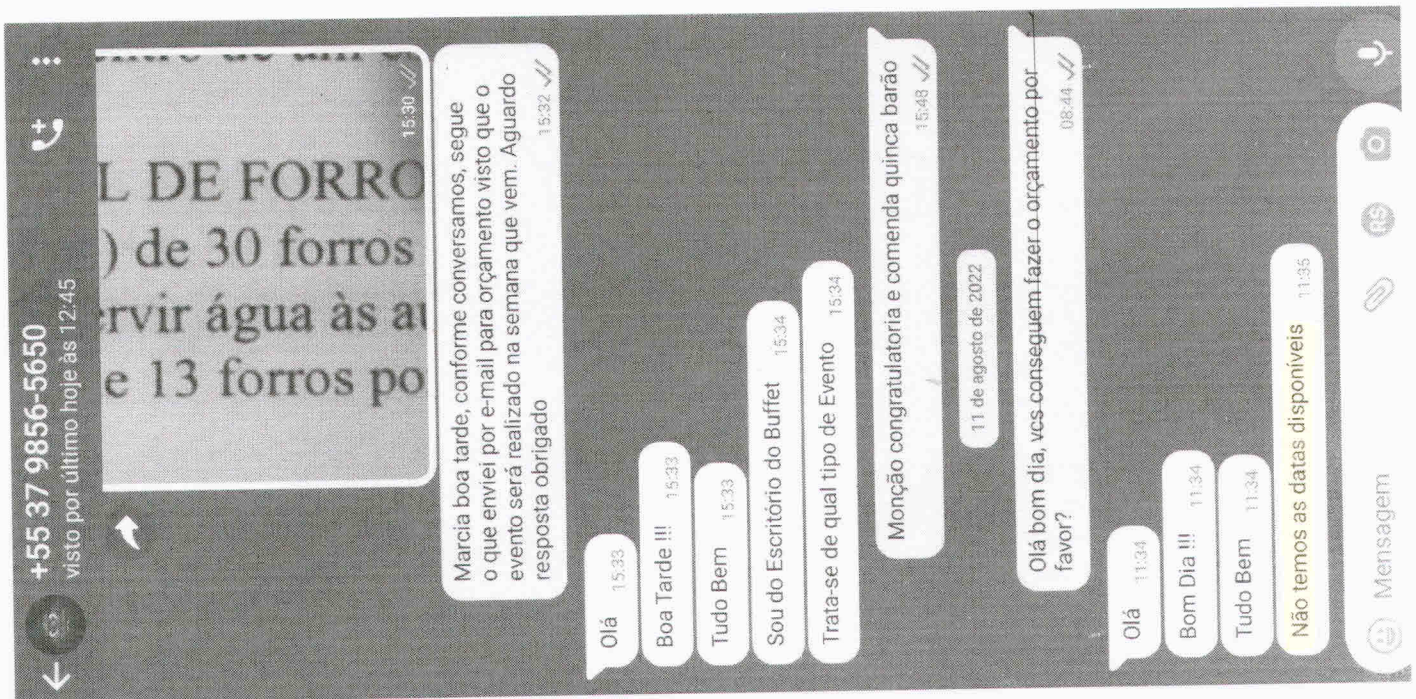 +55 37 9856-5650
visto por último hoje às 12:45
L DE FORRO
) de 30 forros
ervir água às au
e 13 forros po
15:30
Marcia boa tarde, conforme conversamos, segue
o que enviei por e-mail para orçamento visto que o
evento será realizado na semana que vem. Aguardo
resposta obrigado
15:32
Olá 15:33
Boa Tarde !!! 15:33
Tudo Bem 15:33
Sou do Escritório do Buffet 15:34
Trata-se de qual tipo de Evento 15:34
Monção congratulatoria e comenda quinca barão
15:48
11 de agosto de 2022
Olá bom dia, vcs conseguem fazer o orçamento por
favor?
08:44
Olá 11:34
Bom Dia !!! 11:34
Tudo Bem 11:34
Não temos as datas disponíveis 11:35
Mensagem
R$